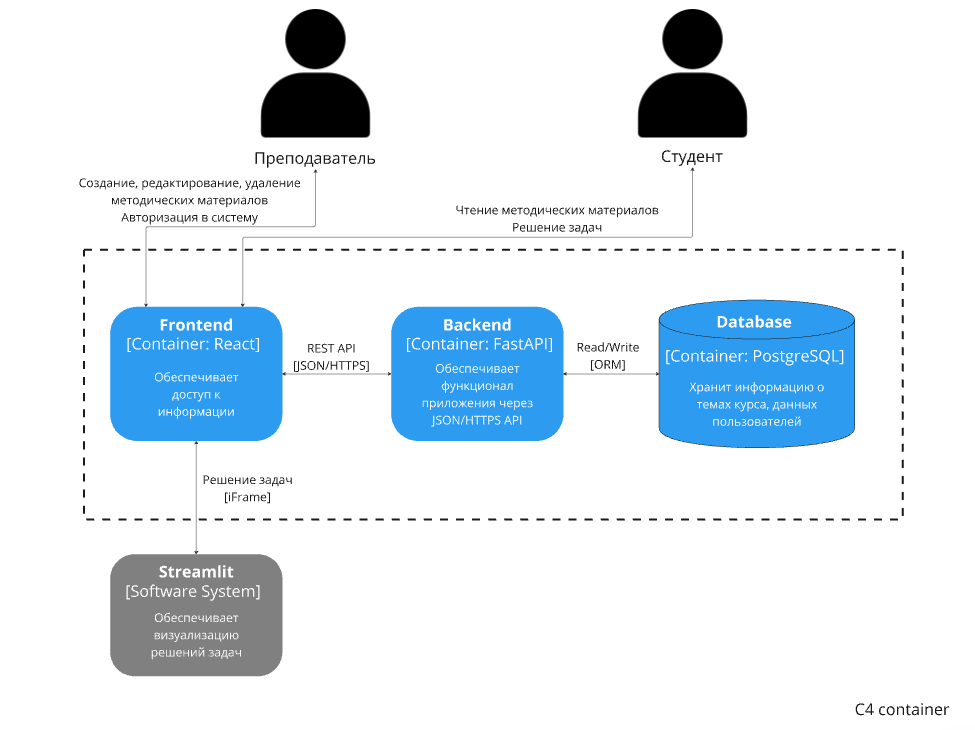 Преподаватель
Студент
Создание, редактирование, удаление
методических материалов
Авторизация в систему
Чтение методических материалов
Решение задач
Frontend
[Container: React]
Обеспечивает
доступ к
информации
REST API
[JSON/HTTPS]
Backend
[Container: FastAPI]
Обеспечивает
функционал
приложения через
JSON/HTTPS API
Read/Write
[ORM]
Database
[Container: PostgreSQL]
Хранит информацию о
темах курса, данных
пользователей
Решение задач
[iFrame]
Streamlit
[Software System]
Обеспечивает
визуализацию
решений задач
C4 container